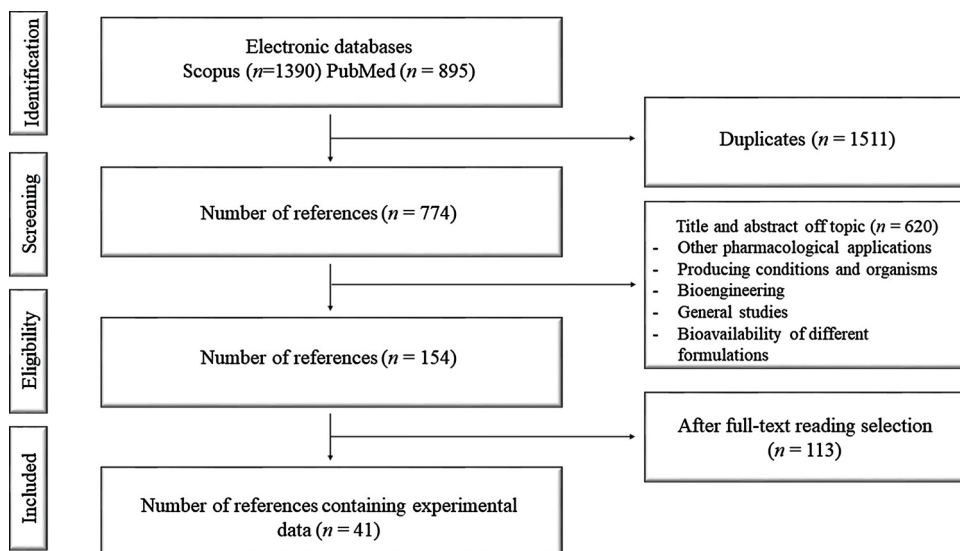 Identification
Electronic databases
Scopus (n=1390) PubMed (n = 895)
Duplicates (n = 1511)
Screening
Number of references (n = 774)
Title and abstract off topic (n = 620)
- Other pharmacological applications
- Producing conditions and organisms
- Bioengineering
- General studies
- Bioavailability of different
formulations
Eligibility
Number of references (n = 154)
After full-text reading selection
(n = 113)
Included
Number of references containing experimental
data (n = 41)